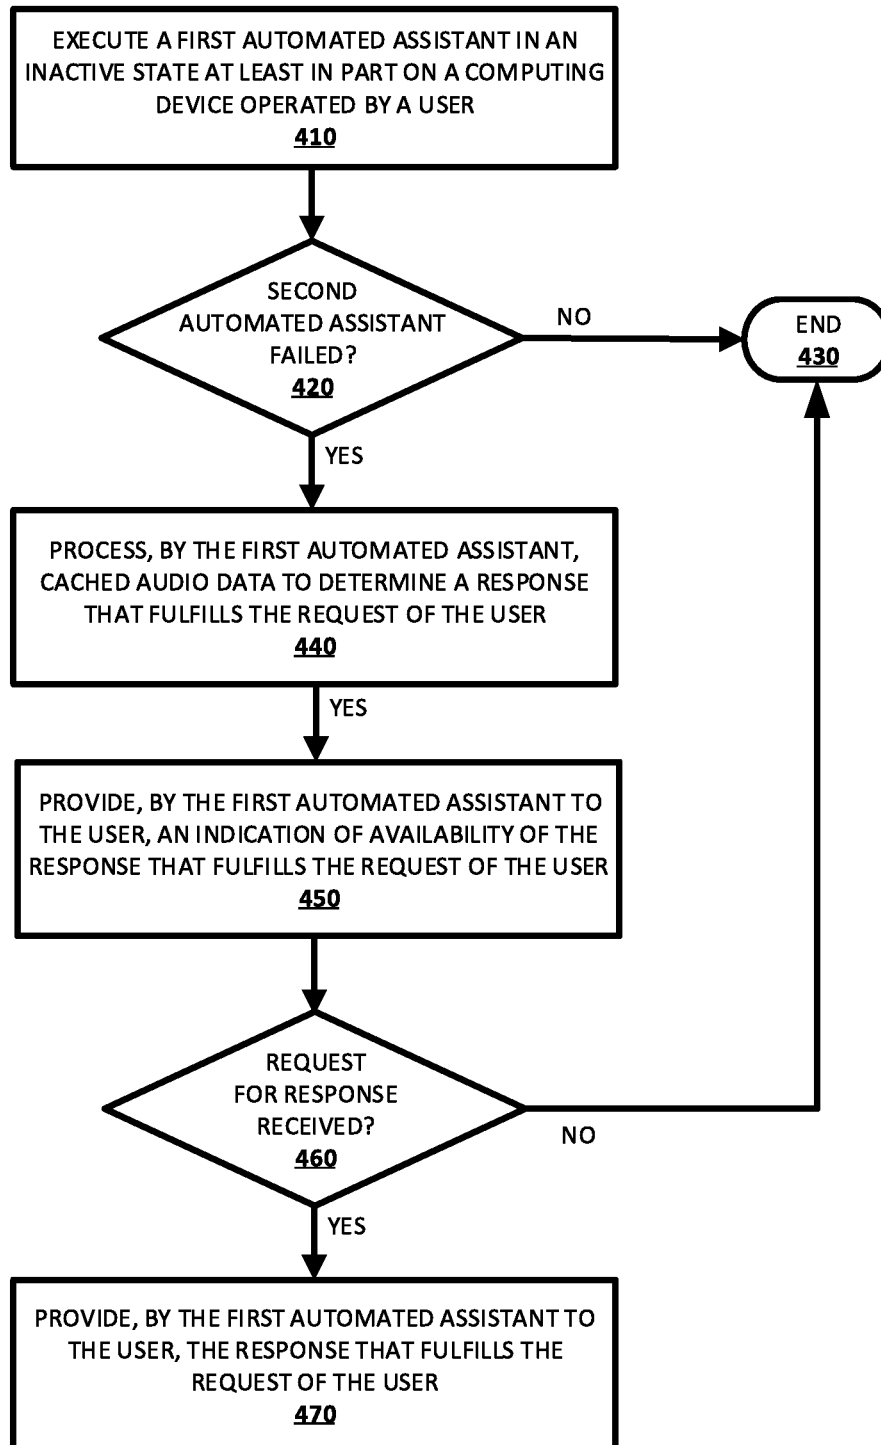 EXECUTE A FIRST AUTOMATED ASSISTANT IN AN
INACTIVE STATE AT LEAST IN PART ON A COMPUTING
DEVICE OPERATED BY A USER
410
SECOND
AUTOMATED ASSISTANT
FAILED?
420
NO
END
430
YES
PROCESS, BY THE FIRST AUTOMATED ASSISTANT,
CACHED AUDIO DATA TO DETERMINE A RESPONSE
THAT FULFILLS THE REQUEST OF THE USER
440
YES
PROVIDE, BY THE FIRST AUTOMATED ASSISTANT TO
THE USER, AN INDICATION OF AVAILABILITY OF THE
RESPONSE THAT FULFILLS THE REQUEST OF THE USER
450
REQUEST
FOR RESPONSE
RECEIVED?
460
NO
YES
PROVIDE, BY THE FIRST AUTOMATED ASSISTANT TO
THE USER, THE RESPONSE THAT FULFILLS THE
REQUEST OF THE USER
470